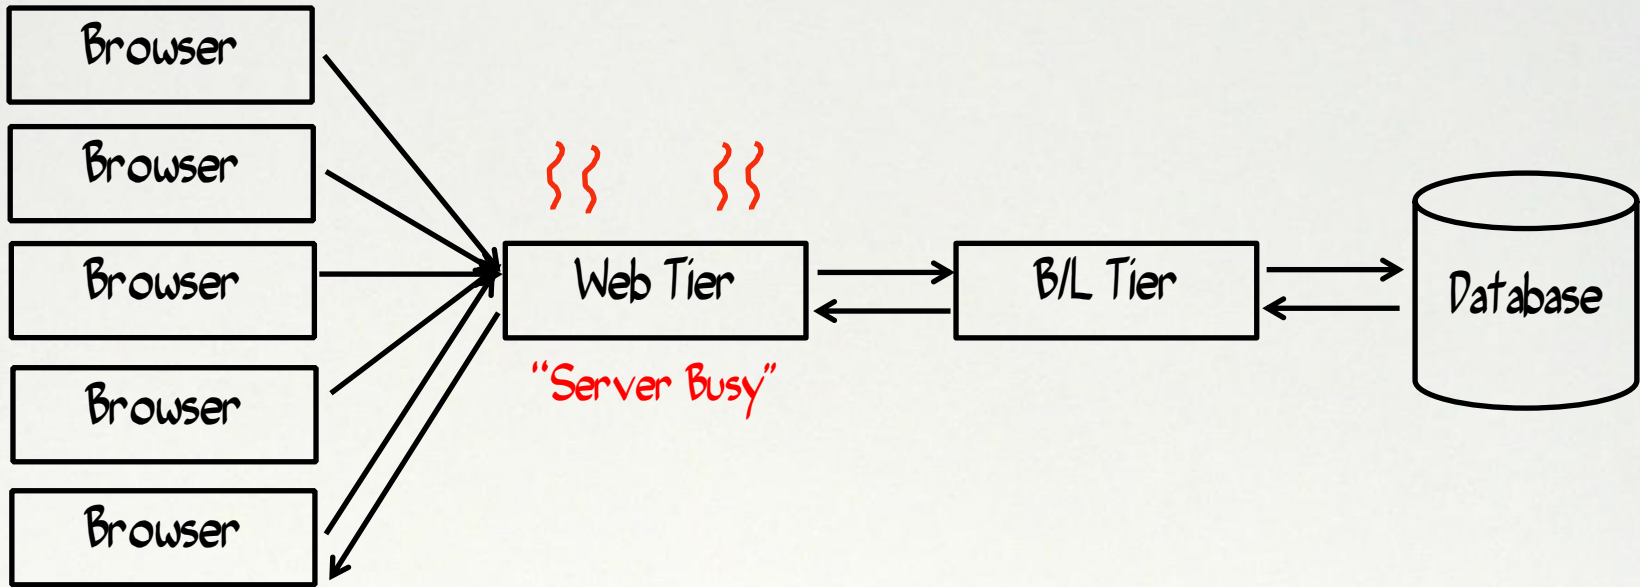 Browser
Browser
Browser
Browser
Browser
Web Tier
"Server Busy"
B/L Tier
Database